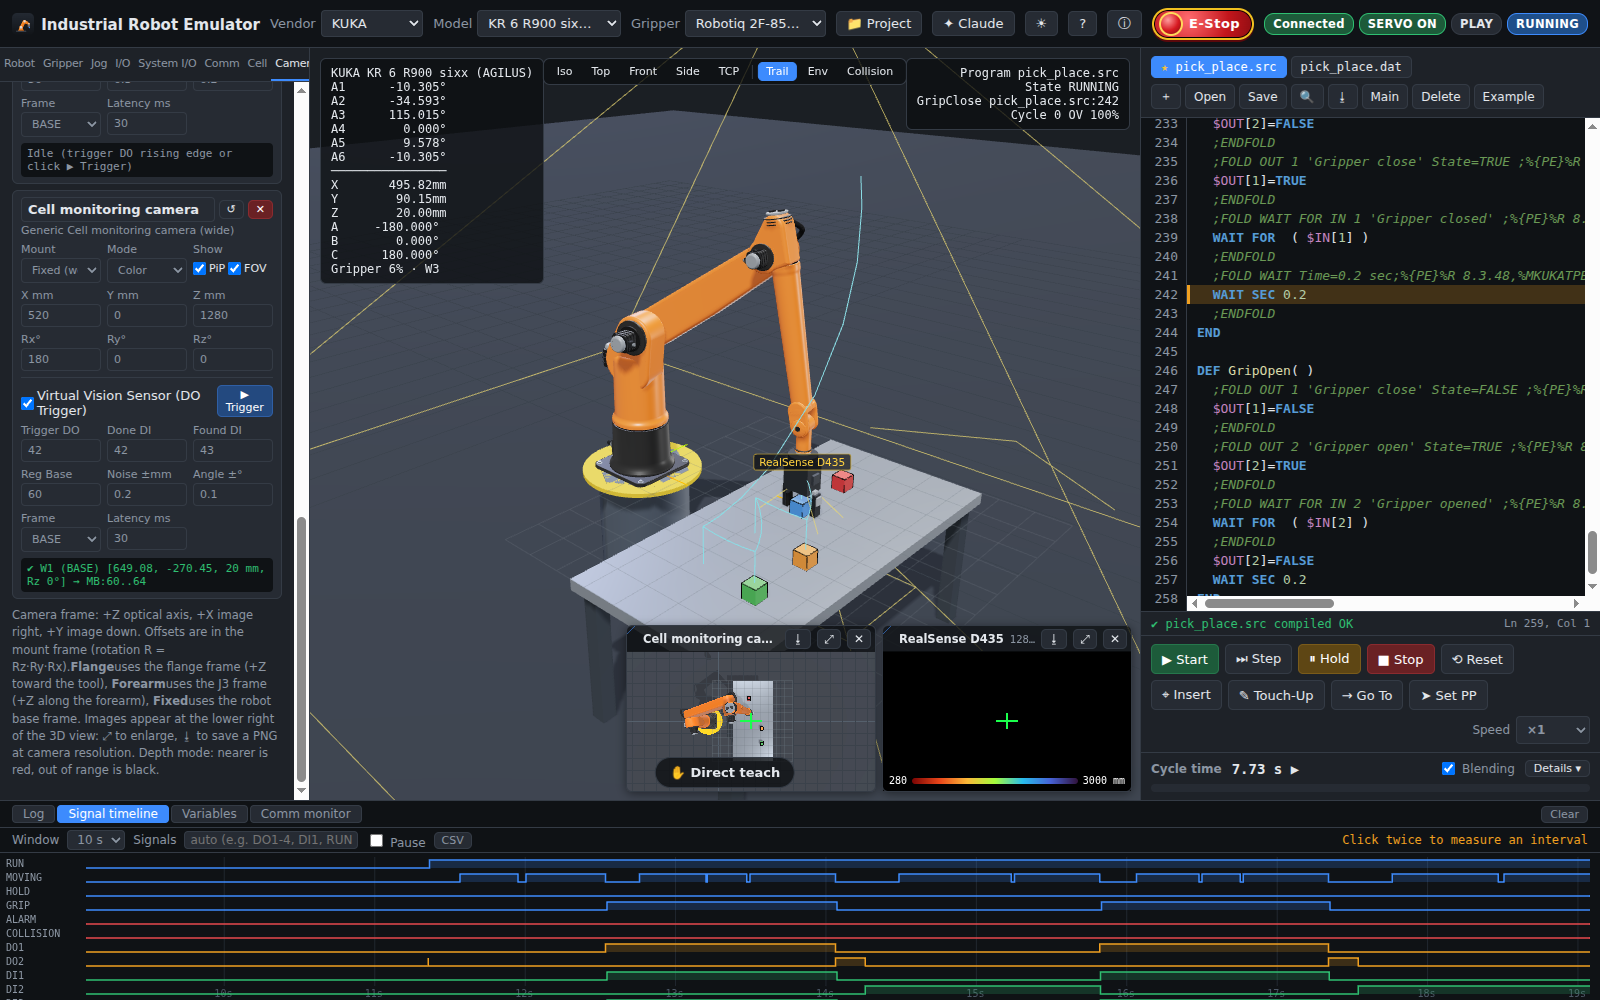 Industrial Robot Emulator
Vendor KUKA Model KR 6 R900 six... Gripper Robotiq 2F-85... Project Claude ? E-Stop Connected SERVO ON PLAY RUNNING
Robot Gripper Jog I/O System I/O Comm Cell Camer
Frame Latency ms
BASE 30
Idle (trigger DO rising edge or
click ▶ Trigger)
Cell monitoring camera
Generic Cell monitoring camera (wide)
Mount Mode Show
Fixed (w Color PiP FOV
X mm Y mm Z mm
520 0 1280
Rx° Ry° Rz°
180 0 0
Virtual Vision Sensor (DO
Trigger)
▶
Trigger
Trigger DO Done DI Found DI
42 42 43
Reg Base Noise ±mm Angle ±°
60 0.2 0.1
Frame Latency ms
BASE 30
✔ W1 (BASE) [649.08, -270.45, 20 mm,
Rz 0°] → MB:60..64
Camera frame: +Z optical axis, +X image
right, +Y image down. Offsets are in the
mount frame (rotation R =
Rz·Ry·Rx).Flangeuses the flange frame (+Z
toward the tool), Forearmuses the J3 frame
(+Z along the forearm), Fixeduses the robot
base frame. Images appear at the lower right
of the 3D view: ⤢ to enlarge, ⭳ to save a PNG
at camera resolution. Depth mode: nearer is
red, out of range is black.
KUKA KR 6 R900 sixx (AGILUS)
A1 -10.305°
A2 -34.593°
A3 115.015°
A4 0.000°
A5 9.578°
A6 -10.305°
X 495.82mm
Y 90.15mm
Z 20.00mm
A -180.000°
B 0.000°
C 180.000°
Gripper 6% · W3
Iso Top Front Side TCP Trail Env Collision
Program pick_place.src
State RUNNING
GripClose pick_place.src:242
Cycle 0 OV 100%
RealSense D435
Cell monitoring ca...
Direct teach
RealSense D435 128...
280 3000 mm
★ pick_place.src pick_place.dat
+ Open Save Main Delete Example
233 $OUT[2]=FALSE
234 ;ENDFOLD
235 ;FOLD OUT 1 'Gripper close' State=TRUE ;%{PE}%R
236 $OUT[1]=TRUE
237 ;ENDFOLD
238 ;FOLD WAIT FOR IN 1 'Gripper closed' ;%{PE}%R 8.
239 WAIT FOR ( $IN[1] )
240 ;ENDFOLD
241 ;FOLD WAIT Time=0.2 sec;%{PE}%R 8.3.48,%MKUKATPB
242 WAIT SEC 0.2
243 ;ENDFOLD
244 END
245
246 DEF GripOpen( )
247 ;FOLD OUT 1 'Gripper close' State=FALSE ;%{PE}%R
248 $OUT[1]=FALSE
249 ;ENDFOLD
250 ;FOLD OUT 2 'Gripper open' State=TRUE ;%{PE}%R 8
251 $OUT[2]=TRUE
252 ;ENDFOLD
253 ;FOLD WAIT FOR IN 2 'Gripper opened' ;%{PE}%R 8.
254 WAIT FOR ( $IN[2] )
255 ;ENDFOLD
256 $OUT[2]=FALSE
257 WAIT SEC 0.2
258 END
✔ pick_place.src compiled OK Ln 259, Col 1
▶ Start Step Hold Stop Reset
Insert Touch-Up → Go To Set PP
Speed ×1
Cycle time 7.73 s ▶ Blending Details ▾
Log Signal timeline Variables Comm monitor Clear
Window 10 s Signals auto (e.g. DO1-4, DI1, RUN Pause CSV Click twice to measure an interval
RUN
MOVING
HOLD
GRIP
ALARM
COLLISION
DO1
DO2
DI1
DI2
10s 11s 12s 13s 14s 15s 16s 17s 18s 19s